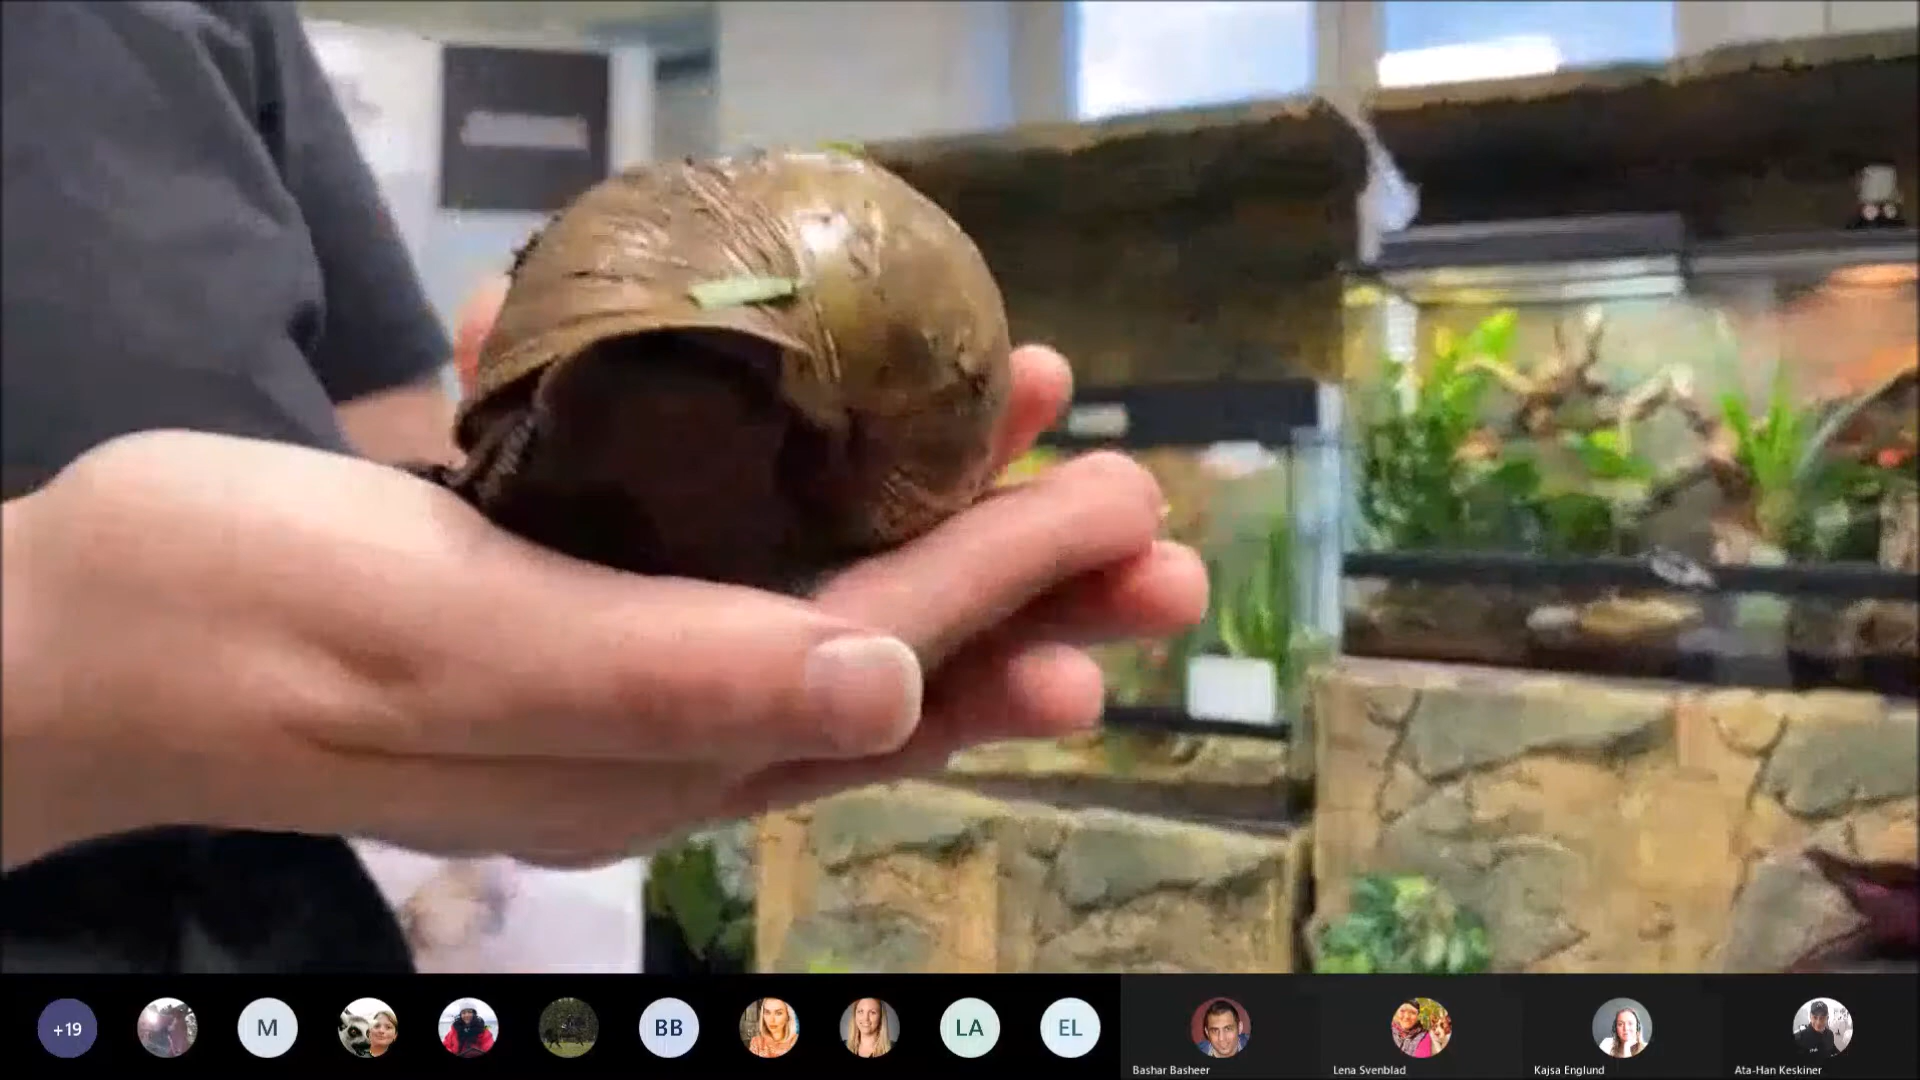 +19
M
BB
LA
EL
Bashar Basheer
Lena Svenblad
Kajsa Englund
Ata-Han Keskiner